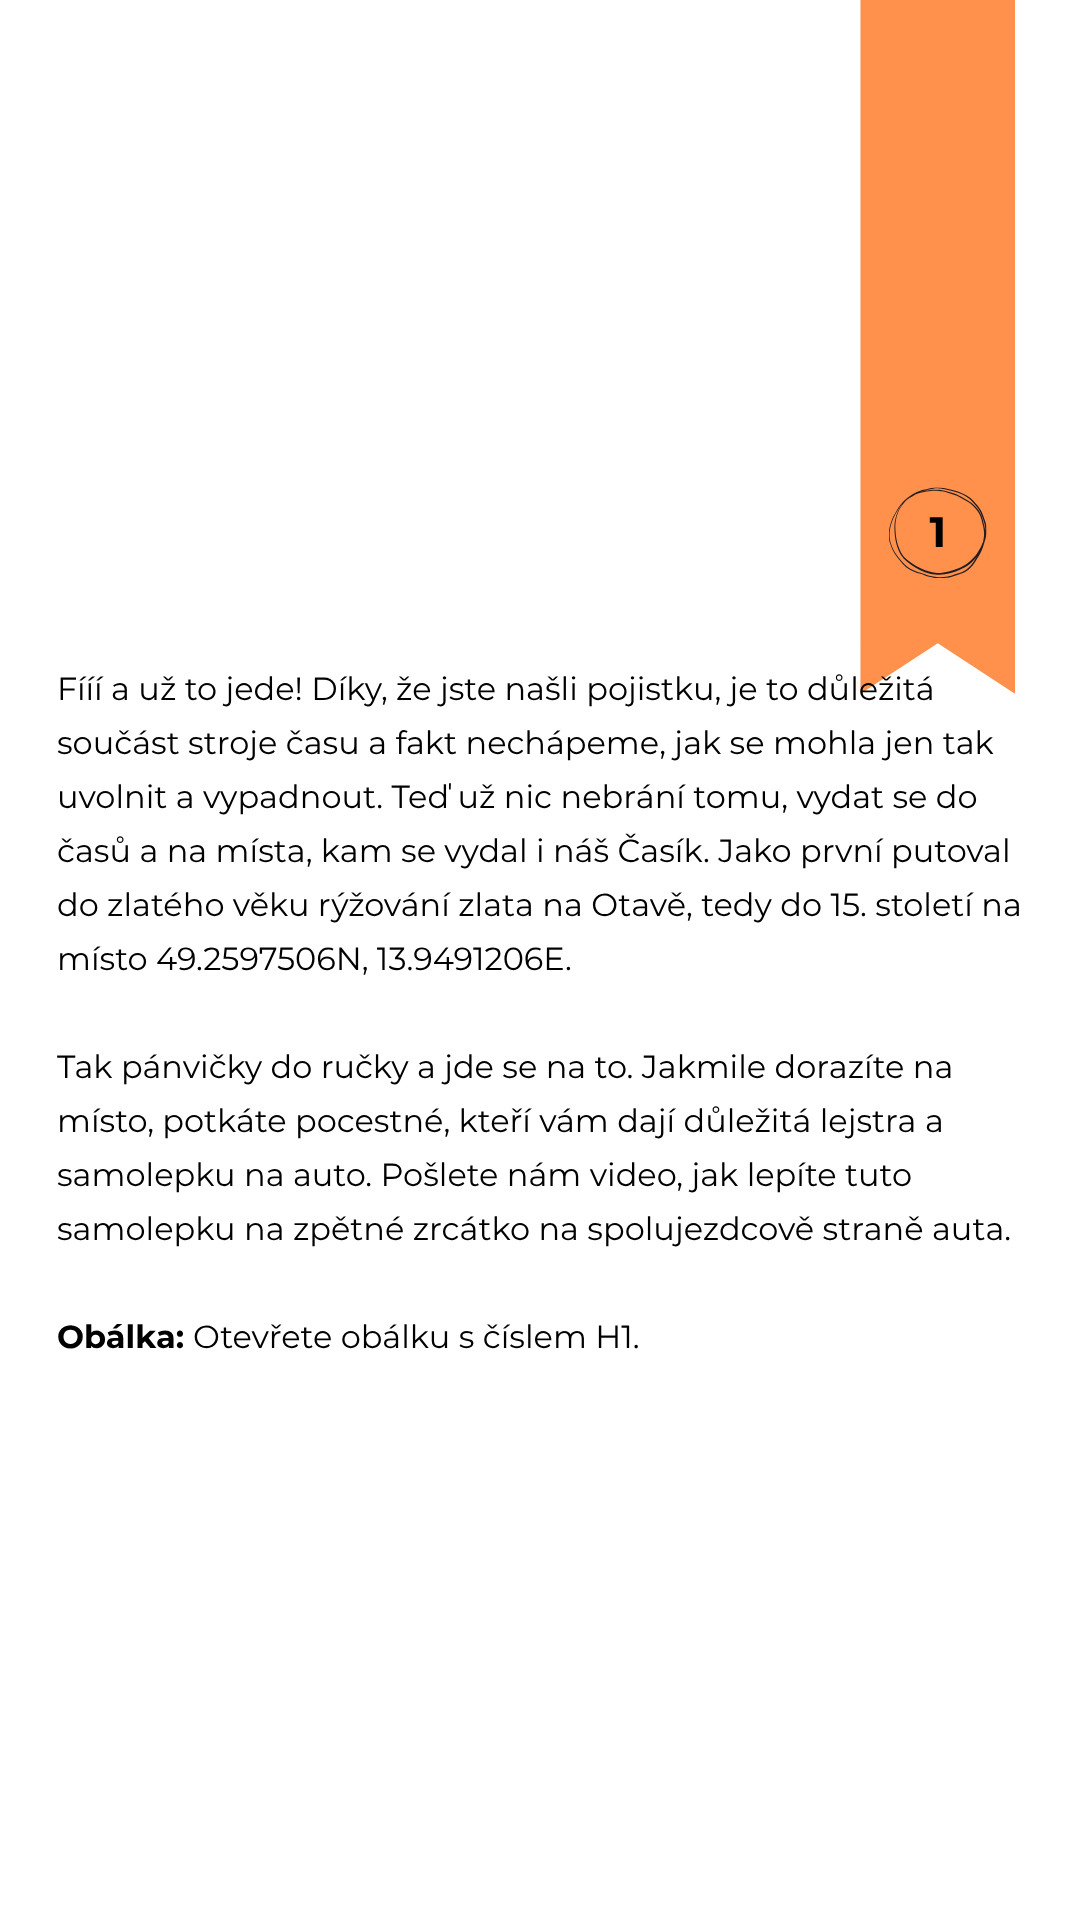 1
Fííí a už to jede! Díky, že jste našli pojistku, je to důležitá
součást stroje času a fakt nechápeme, jak se mohla jen tak
uvolnit a vypadnout. Teď už nic nebrání tomu, vydat se do
časů a na místa, kam se vydal i náš Časík. Jako první putoval
do zlatého věku rýžování zlata na Otavě, tedy do 15. století na
místo 49.2597506N, 13.9491206E.
Tak pánvičky do ručky a jde se na to. Jakmile dorazíte na
místo, potkáte pocestné, kteří vám dají důležitá lejstra a
samolepku na auto. Pošlete nám video, jak lepíte tuto
samolepku na zpětné zrcátko na spolujezdcově straně auta.
Obálka: Otevřete obálku s číslem H1.